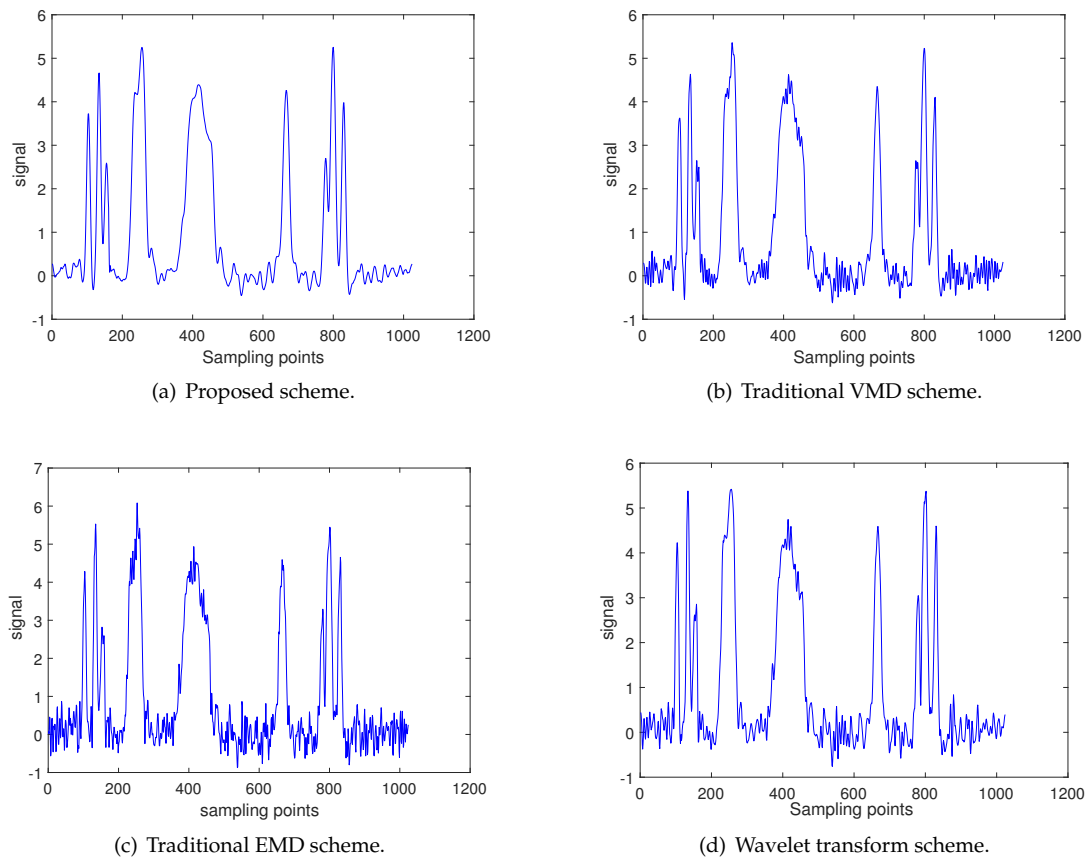 6
5
4
3
2
1
0
-1
signal
0 200 400 600 800 1000 1200
Sampling points
(a) Proposed scheme.
6
5
4
3
2
1
0
-1
signal
0 200 400 600 800 1000 1200
Sampling points
(b) Traditional VMD scheme.
7
6
5
4
3
2
1
0
-1
signal
0 200 400 600 800 1000 1200
sampling points
(c) Traditional EMD scheme.
6
5
4
3
2
1
0
-1
signal
0 200 400 600 800 1000 1200
Sampling points
(d) Wavelet transform scheme.